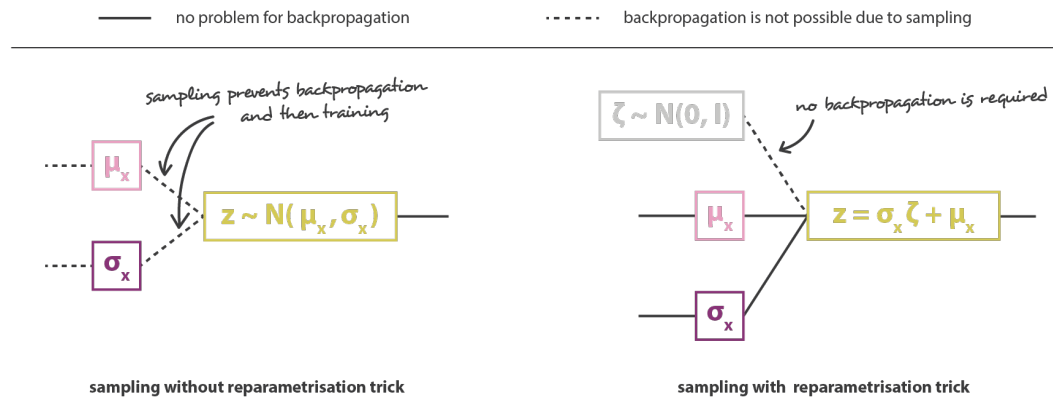 no problem for backpropagation
backpropagation is not possible due to sampling
sampling prevents backpropagation
and then training
μx
σx
z ~ N( μx , σx )
sampling without reparametrisation trick
ζ ~ N(0, I)
no backpropagation is required
μx
σx
z = σxζ + μx
sampling with reparametrisation trick